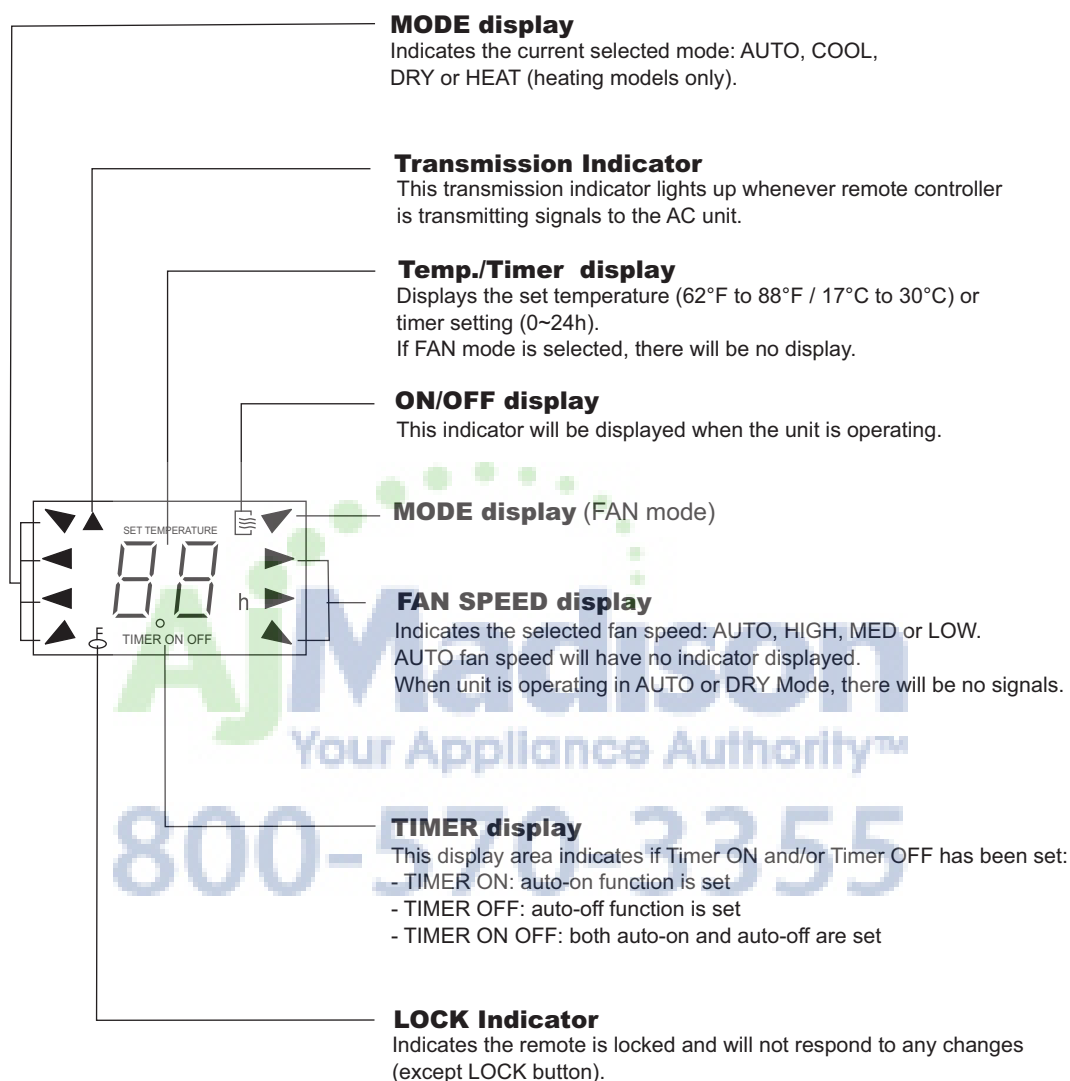 MODE display
Indicates the current selected mode: AUTO, COOL,
DRY or HEAT (heating models only).
Transmission Indicator
This transmission indicator lights up whenever remote controller
is transmitting signals to the AC unit.
Temp./Timer display
Displays the set temperature (62°F to 88°F / 17°C to 30°C) or
timer setting (0~24h).
If FAN mode is selected, there will be no display.
ON/OFF display
This indicator will be displayed when the unit is operating.
MODE display (FAN mode)
SET TEMPERATURE
88
h
TIMER ON OFF
FAN SPEED display
Indicates the selected fan speed: AUTO, HIGH, MED or LOW.
AUTO fan speed will have no indicator displayed.
When unit is operating in AUTO or DRY Mode, there will be no signals.
AjMadison
Your Appliance Authority™
800-570-3355
TIMER display
This display area indicates if Timer ON and/or Timer OFF has been set:
- TIMER ON: auto-on function is set
- TIMER OFF: auto-off function is set
- TIMER ON OFF: both auto-on and auto-off are set
LOCK Indicator
Indicates the remote is locked and will not respond to any changes
(except LOCK button).